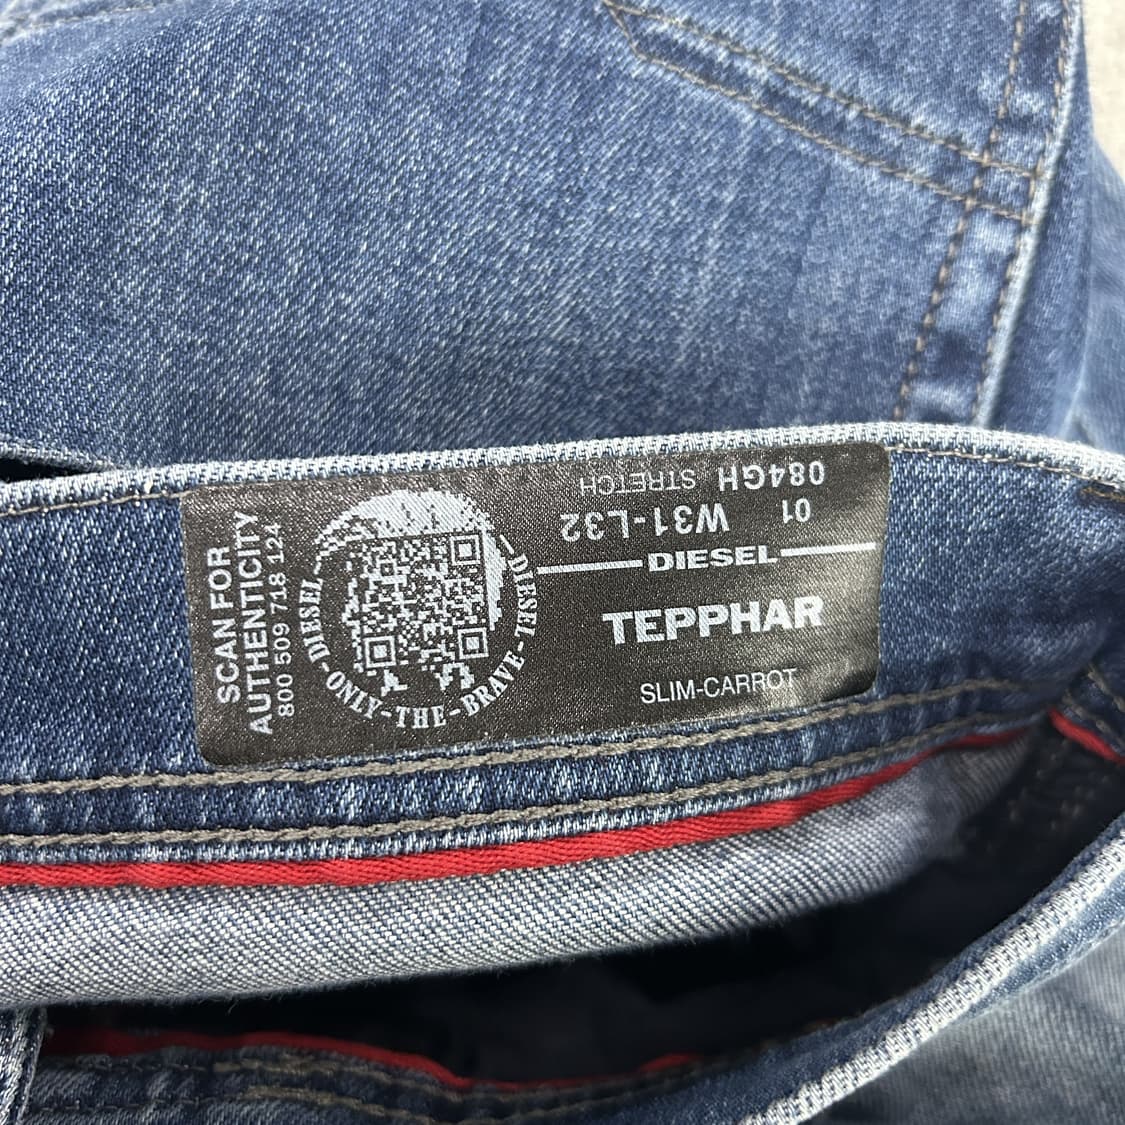 SCAN FOR
AUTHENTICITY
800 509 718 124
DIESEL-ONLY-THE-BRAVE-DIESEL
084GH STRETCH
01 W31-L32
DIESEL
TEPPHAR
SLIM-CARROT